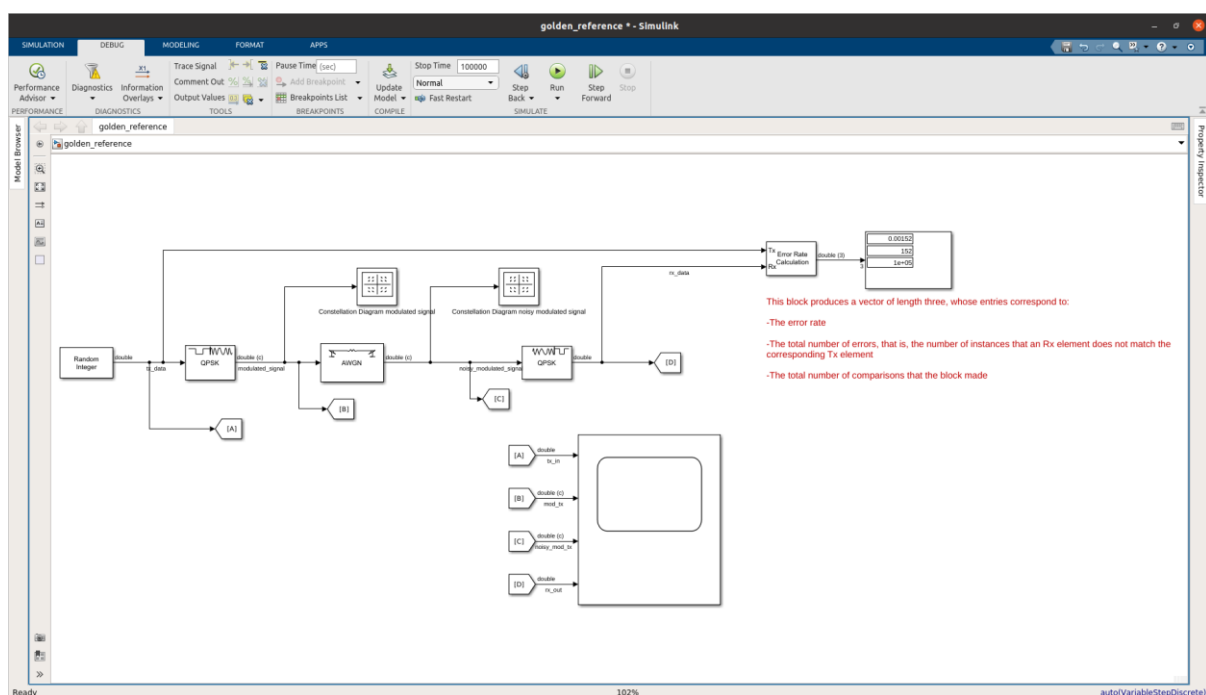 golden_reference * - Simulink
SIMULATION DEBUG MODELING FORMAT APPS
Performance Advisor
PERFORMANCE
Diagnostics
Information Overlays
DIAGNOSTICS
Trace Signal
Comment Out
Output Values
TOOLS
Pause Time (sec)
Add Breakpoint
Breakpoints List
BREAKPOINTS
Update Model
COMPILE
Stop Time 100000
Normal
Fast Restart
Step Back
Run
Step Forward
Stop
SIMULATE
Model Browser
Property Inspector
golden_reference
golden_reference
Tx
Rx
Error Rate
Calculation
double (3)
3
0.00152
152
1e+05
rx_data
This block produces a vector of length three, whose entries correspond to:
-The error rate
-The total number of errors, that is, the number of instances that an Rx element does not match the
corresponding Tx element
-The total number of comparisons that the block made
Constellation Diagram modulated signal
Constellation Diagram noisy modulated signal
Random
Integer
double
tx_data
QPSK
double (c)
modulated_signal
AWGN
double (c)
noisy_modulated_signal
QPSK
double
[D]
[B]
[C]
[A]
[A]
double
tx_in
[B]
double (c)
mod_tx
[C]
double (c)
noisy_mod_tx
[D]
double
rx_out
Ready
102%
auto(VariableStepDiscrete)